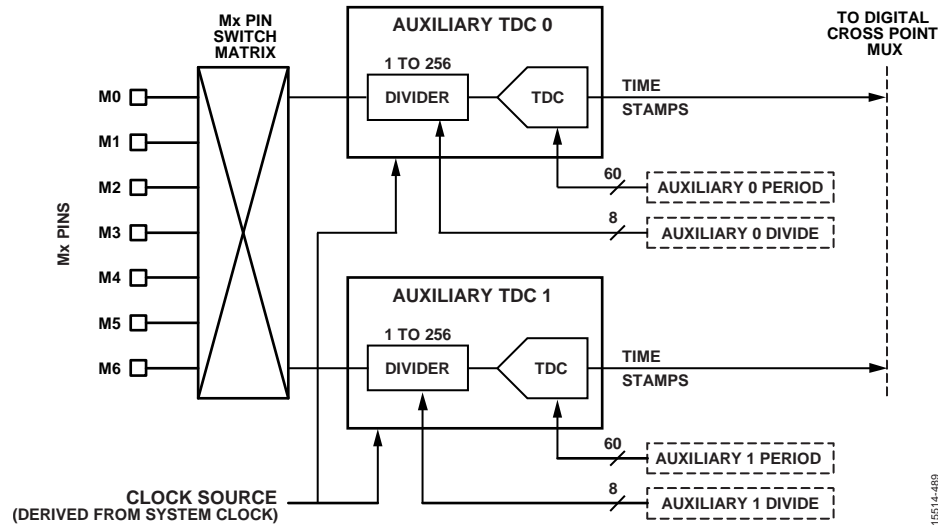 Mx PIN
SWITCH
MATRIX
AUXILIARY TDC 0
TO DIGITAL
CROSS POINT
MUX
1 TO 256
DIVIDER
TDC
TIME
STAMPS
M0
M1
M2
M3
M4
M5
M6
Mx PINS
60
AUXILIARY 0 PERIOD
8
AUXILIARY 0 DIVIDE
AUXILIARY TDC 1
1 TO 256
DIVIDER
TDC
TIME
STAMPS
60
AUXILIARY 1 PERIOD
8
AUXILIARY 1 DIVIDE
CLOCK SOURCE
(DERIVED FROM SYSTEM CLOCK)
15514-489